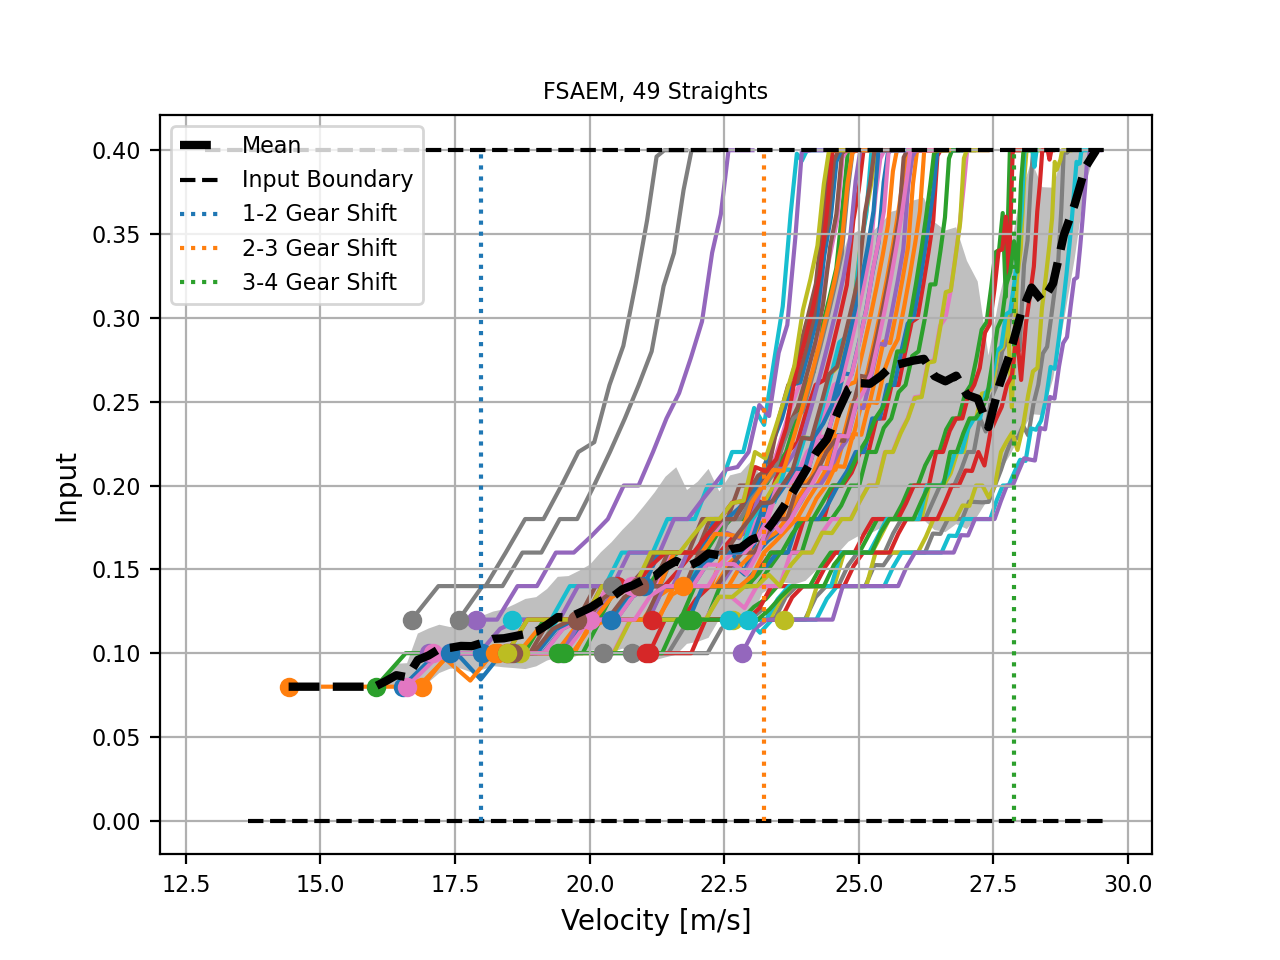 FSAEM, 49 Straights
Mean
Input Boundary
1-2 Gear Shift
2-3 Gear Shift
3-4 Gear Shift
0.40
0.35
0.30
0.25
0.20
0.15
0.10
0.05
0.00
Input
12.5 15.0 17.5 20.0 22.5 25.0 27.5 30.0
Velocity [m/s]